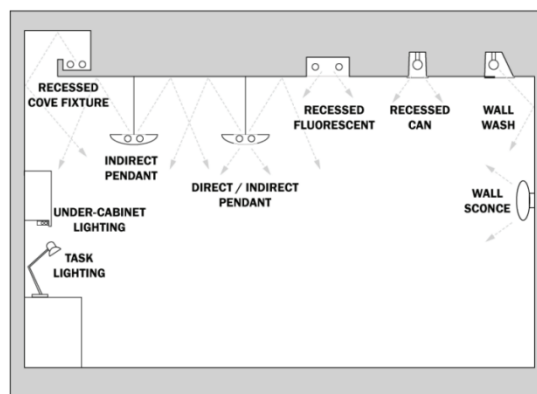 RECESSED
COVE FIXTURE
RECESSED
FLUORESCENT
RECESSED
CAN
WALL
WASH
INDIRECT
PENDANT
DIRECT / INDIRECT
PENDANT
WALL
SCONCE
UNDER-CABINET
LIGHTING
TASK
LIGHTING